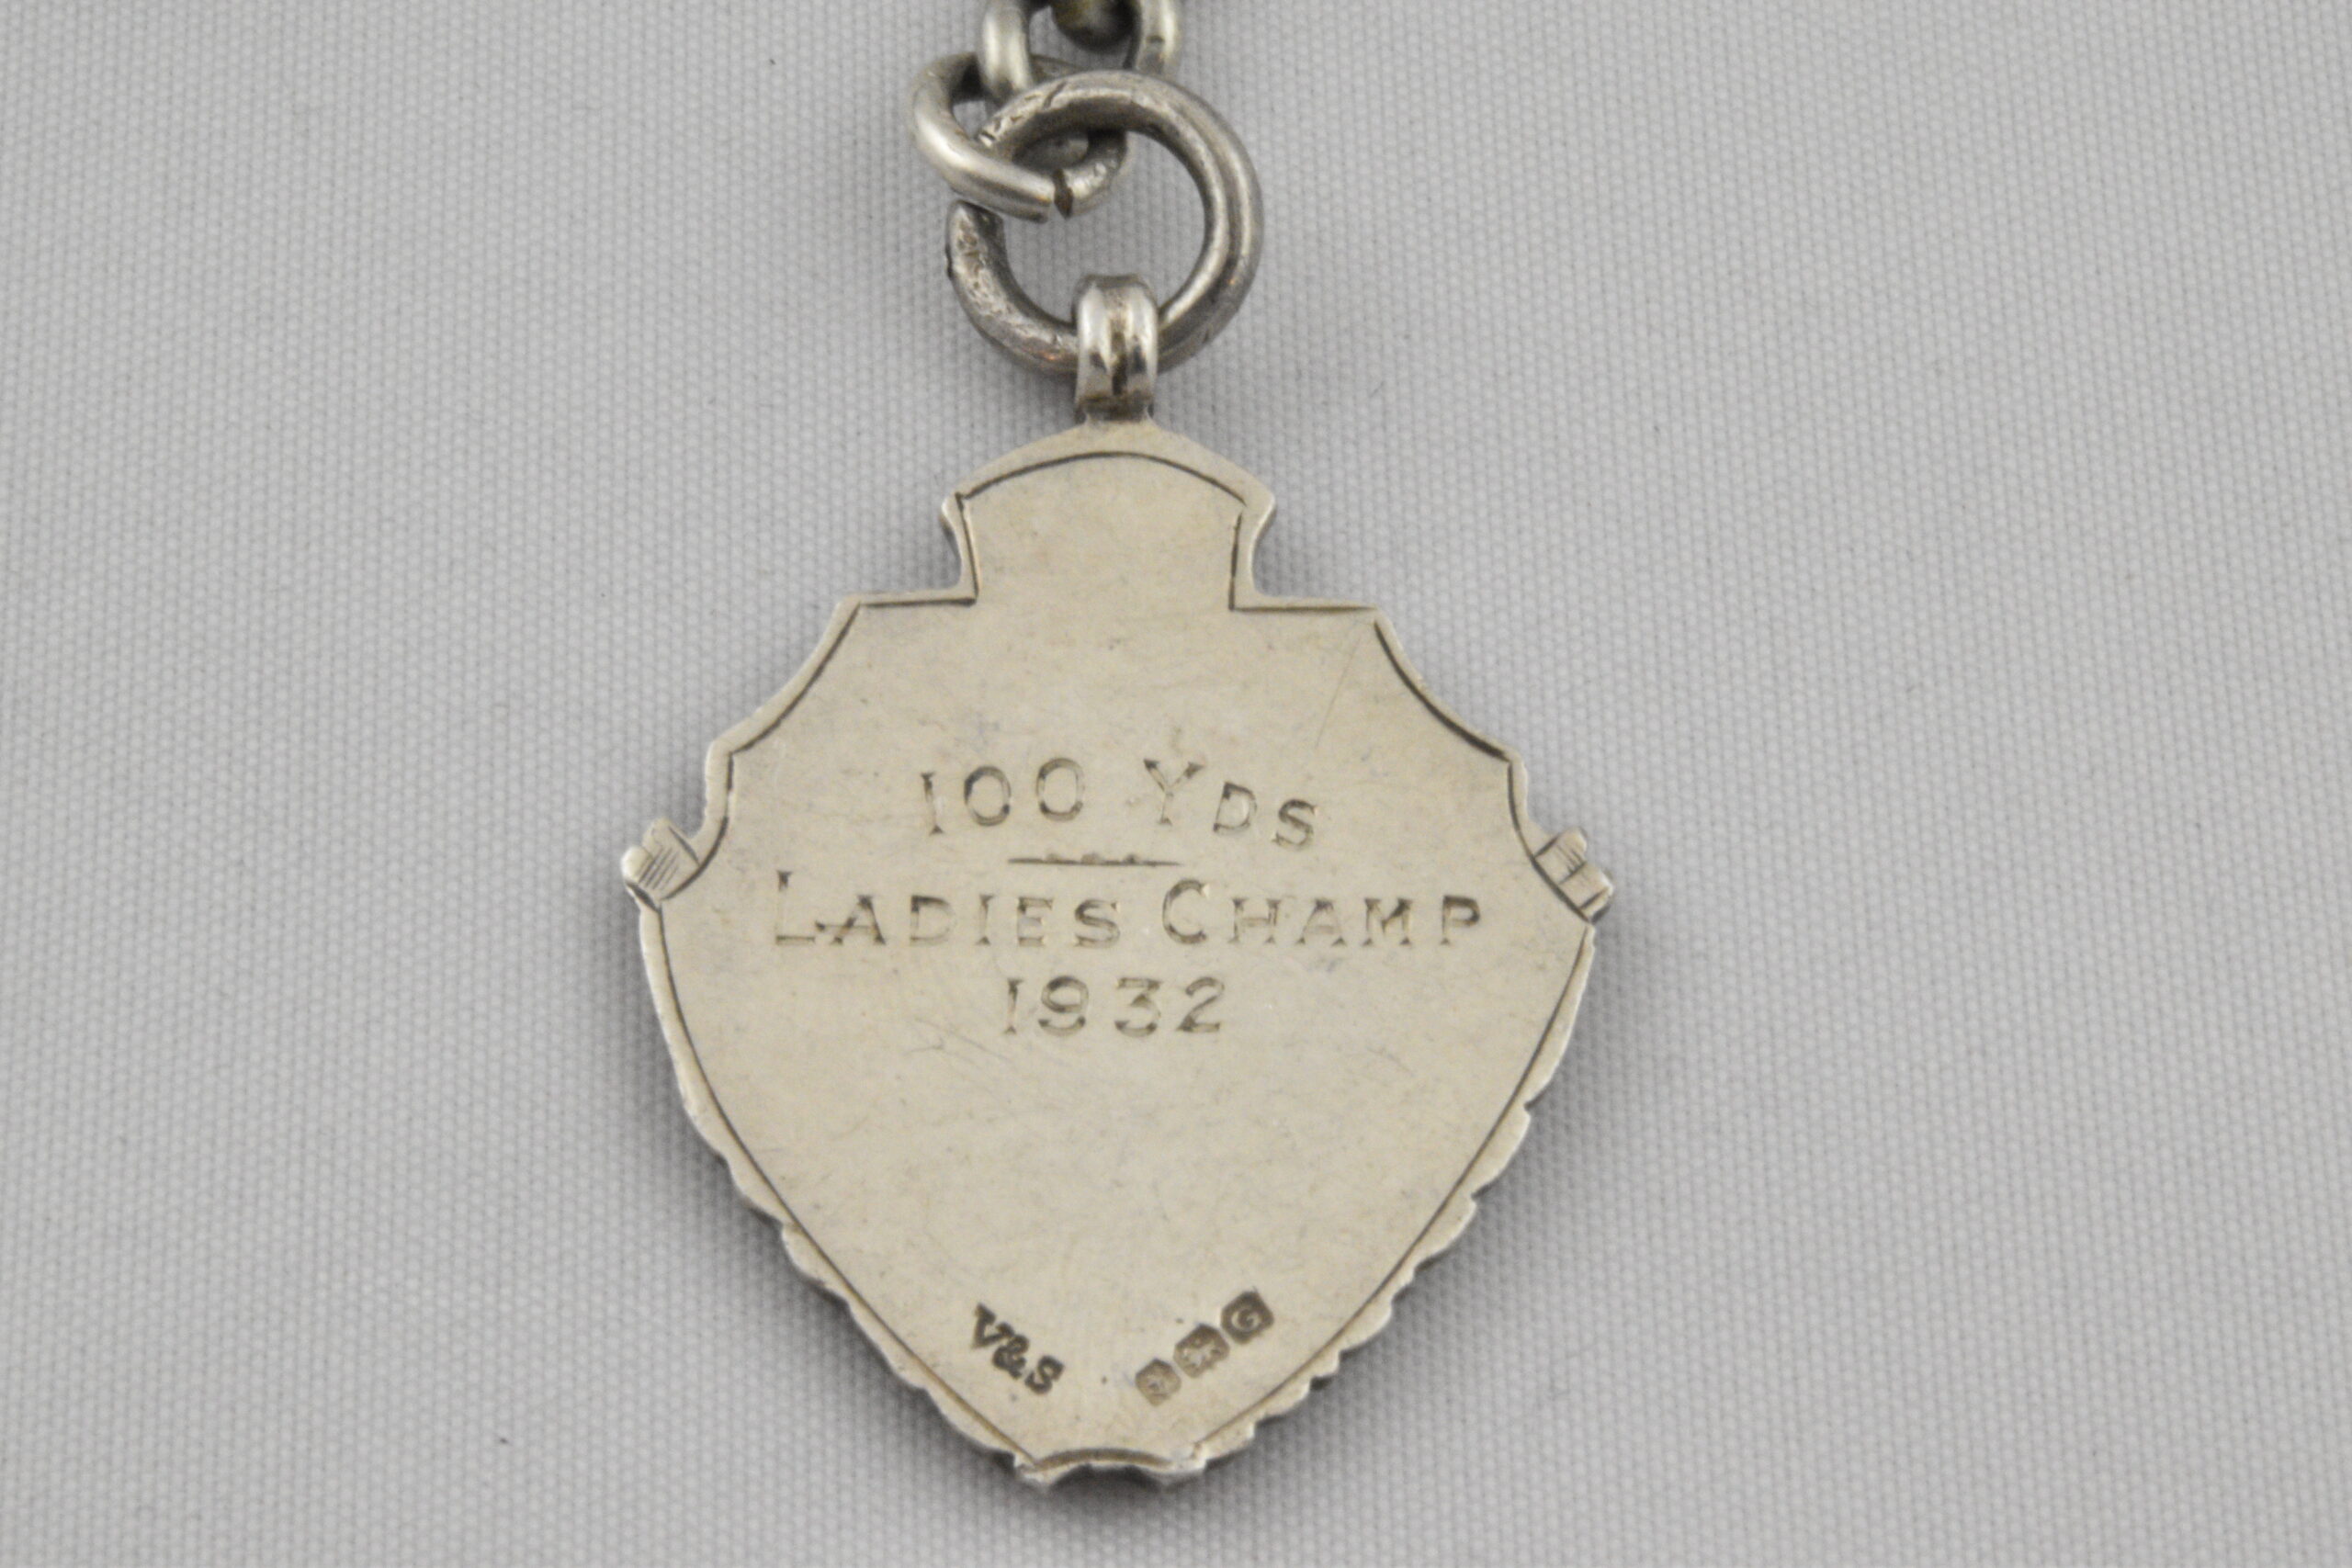 100 YDS
LADIES CHAMP
1932
V&S
G